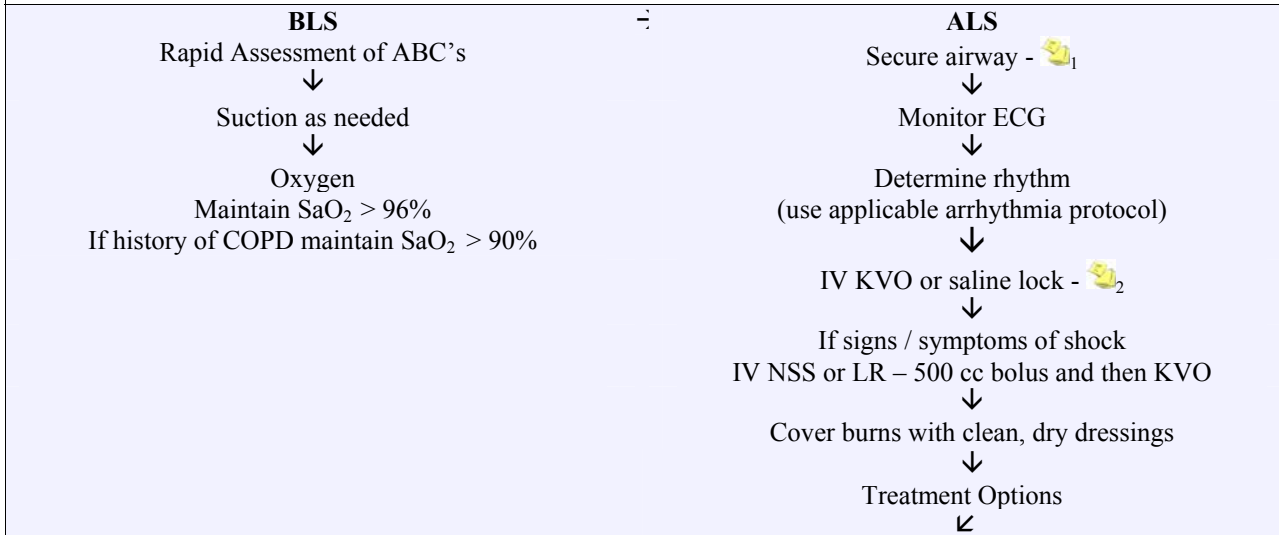 BLS
Rapid Assessment of ABC’s
↓
Suction as needed
↓
Oxygen
Maintain SaO₂ > 96%
If history of COPD maintain SaO₂ > 90%
→
ALS
Secure airway - 1
↓
Monitor ECG
↓
Determine rhythm
(use applicable arrhythmia protocol)
↓
IV KVO or saline lock - 2
↓
If signs / symptoms of shock
IV NSS or LR – 500 cc bolus and then KVO
↓
Cover burns with clean, dry dressings
↓
Treatment Options
↙